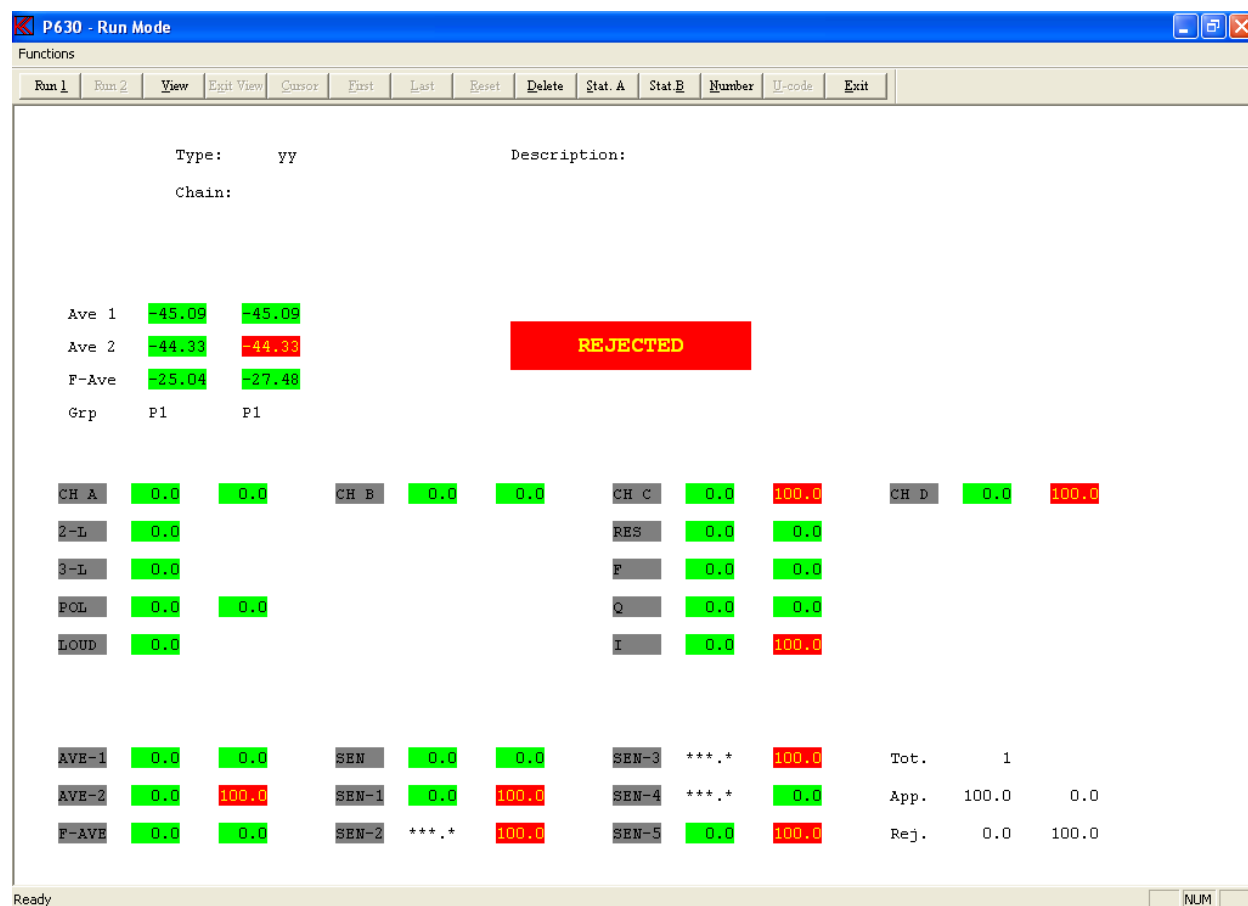 P630 - Run Mode
Functions
Run 1 Run 2 View Exit View Cursor First Last Reset Delete Stat. A Stat.B Number U-code Exit
Type: yy Description:
Chain:
Ave 1 -45.09 -45.09
REJECTED
Ave 2 -44.33 -44.33
F-Ave -25.04 -27.48
Grp P1 P1
CH A 0.0 0.0 CH B 0.0 0.0 CH C 0.0 100.0 CH D 0.0 100.0
2-L 0.0 RES 0.0 0.0
3-L 0.0 F 0.0 0.0
POL 0.0 0.0 Q 0.0 0.0
LOUD 0.0 I 0.0 100.0
AVE-1 0.0 0.0 SEN 0.0 0.0 SEN-3 ***.* 100.0 Tot. 1
AVE-2 0.0 100.0 SEN-1 0.0 100.0 SEN-4 ***.* 0.0 App. 100.0 0.0
F-AVE 0.0 0.0 SEN-2 ***.* 100.0 SEN-5 0.0 100.0 Rej. 0.0 100.0
Ready NUM